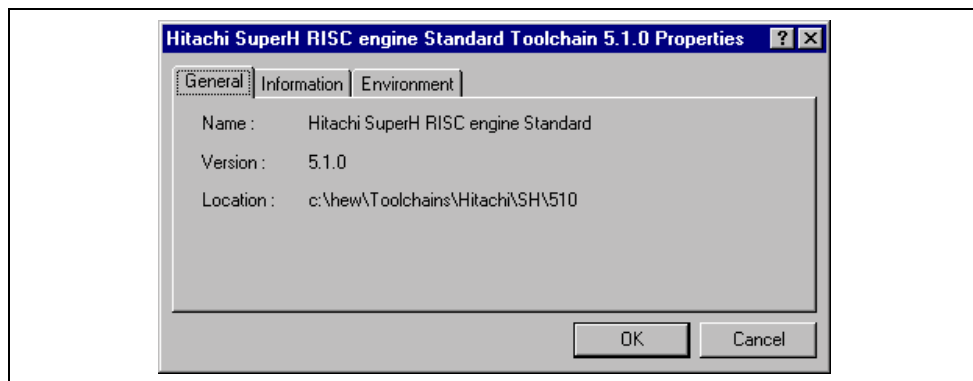 Hitachi SuperH RISC engine Standard Toolchain 5.1.0 Properties
General Information Environment
Name : Hitachi SuperH RISC engine Standard
Version : 5.1.0
Location : c:\hew\Toolchains\Hitachi\SH\510
OK Cancel